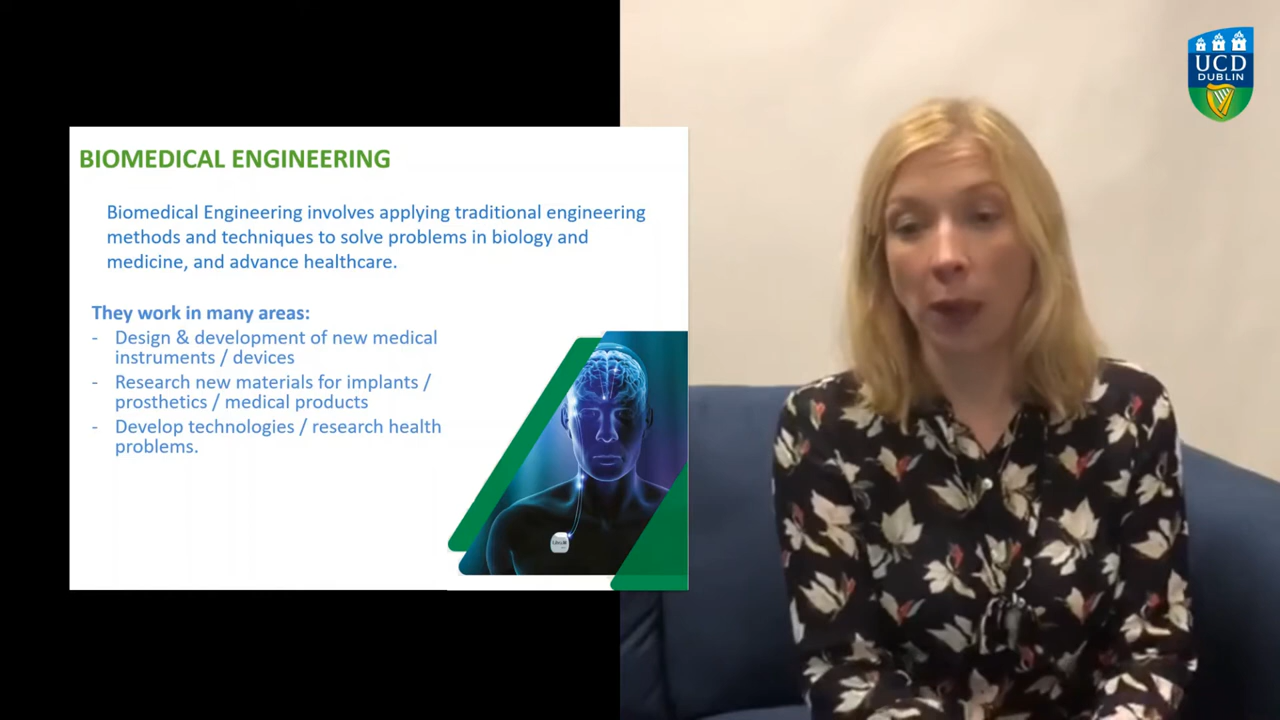 BIOMEDICAL ENGINEERING
Biomedical Engineering involves applying traditional engineering
methods and techniques to solve problems in biology and
medicine, and advance healthcare.
They work in many areas:
- Design & development of new medical
instruments / devices
- Research new materials for implants /
prosthetics / medical products
- Develop technologies / research health
problems.
UCD
DUBLIN